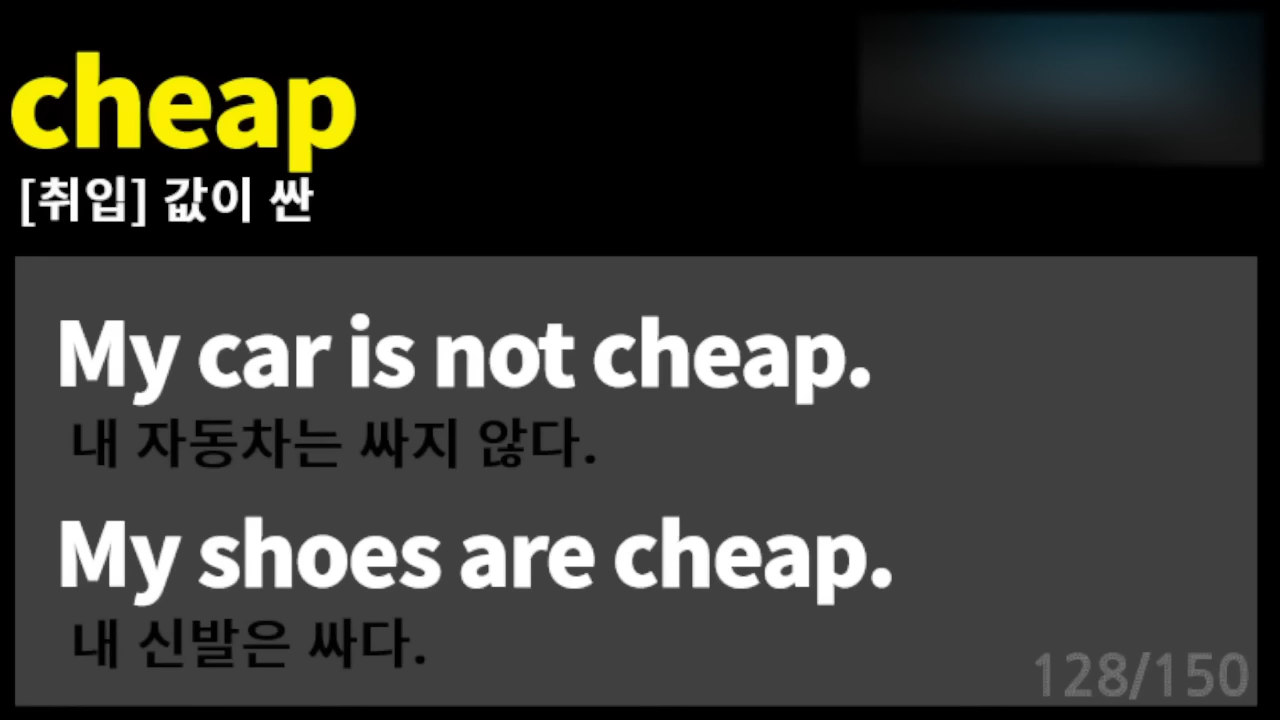 cheap
[취입] 값이 싼
My car is not cheap.
내 자동차는 싸지 않다.
My shoes are cheap.
내 신발은 싸다.
128/150